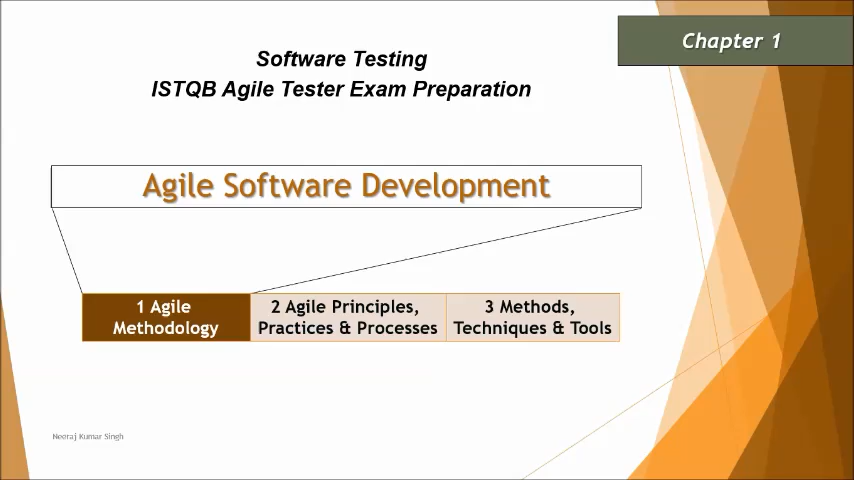 Chapter 1
Software Testing
ISTQB Agile Tester Exam Preparation
Agile Software Development
1 Agile
Methodology
2 Agile Principles,
Practices & Processes
3 Methods,
Techniques & Tools
Neeraj Kumar Singh